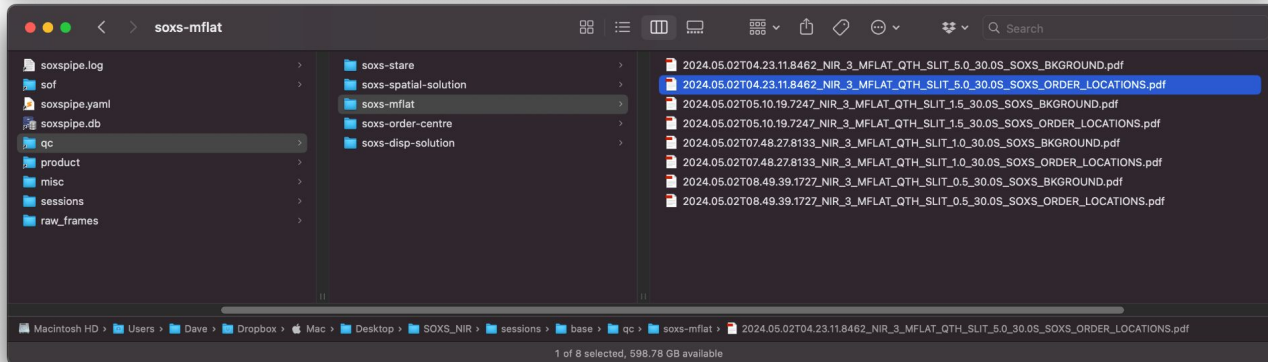 soxs-mflat
Search
soxspipe.log
sof
soxspipe.yaml
soxspipe.db
qc
product
misc
sessions
raw_frames
soxs-stare
soxs-spatial-solution
soxs-mflat
soxs-order-centre
soxs-disp-solution
2024.05.02T04.23.11.8462_NIR_3_MFLAT_QTH_SLIT_5.0_30.0S_SOXS_BKGROUND.pdf
2024.05.02T04.23.11.8462_NIR_3_MFLAT_QTH_SLIT_5.0_30.0S_SOXS_ORDER_LOCATIONS.pdf
2024.05.02T05.10.19.7247_NIR_3_MFLAT_QTH_SLIT_1.5_30.0S_SOXS_BKGROUND.pdf
2024.05.02T05.10.19.7247_NIR_3_MFLAT_QTH_SLIT_1.5_30.0S_SOXS_ORDER_LOCATIONS.pdf
2024.05.02T07.48.27.8133_NIR_3_MFLAT_QTH_SLIT_1.0_30.0S_SOXS_BKGROUND.pdf
2024.05.02T07.48.27.8133_NIR_3_MFLAT_QTH_SLIT_1.0_30.0S_SOXS_ORDER_LOCATIONS.pdf
2024.05.02T08.49.39.1727_NIR_3_MFLAT_QTH_SLIT_0.5_30.0S_SOXS_BKGROUND.pdf
2024.05.02T08.49.39.1727_NIR_3_MFLAT_QTH_SLIT_0.5_30.0S_SOXS_ORDER_LOCATIONS.pdf
Macintosh HD › Users › Dave › Dropbox › Mac › Desktop › SOXS_NIR › sessions › base › qc › soxs-mflat › 2024.05.02T04.23.11.8462_NIR_3_MFLAT_QTH_SLIT_5.0_30.0S_SOXS_ORDER_LOCATIONS.pdf
1 of 8 selected, 598.78 GB available